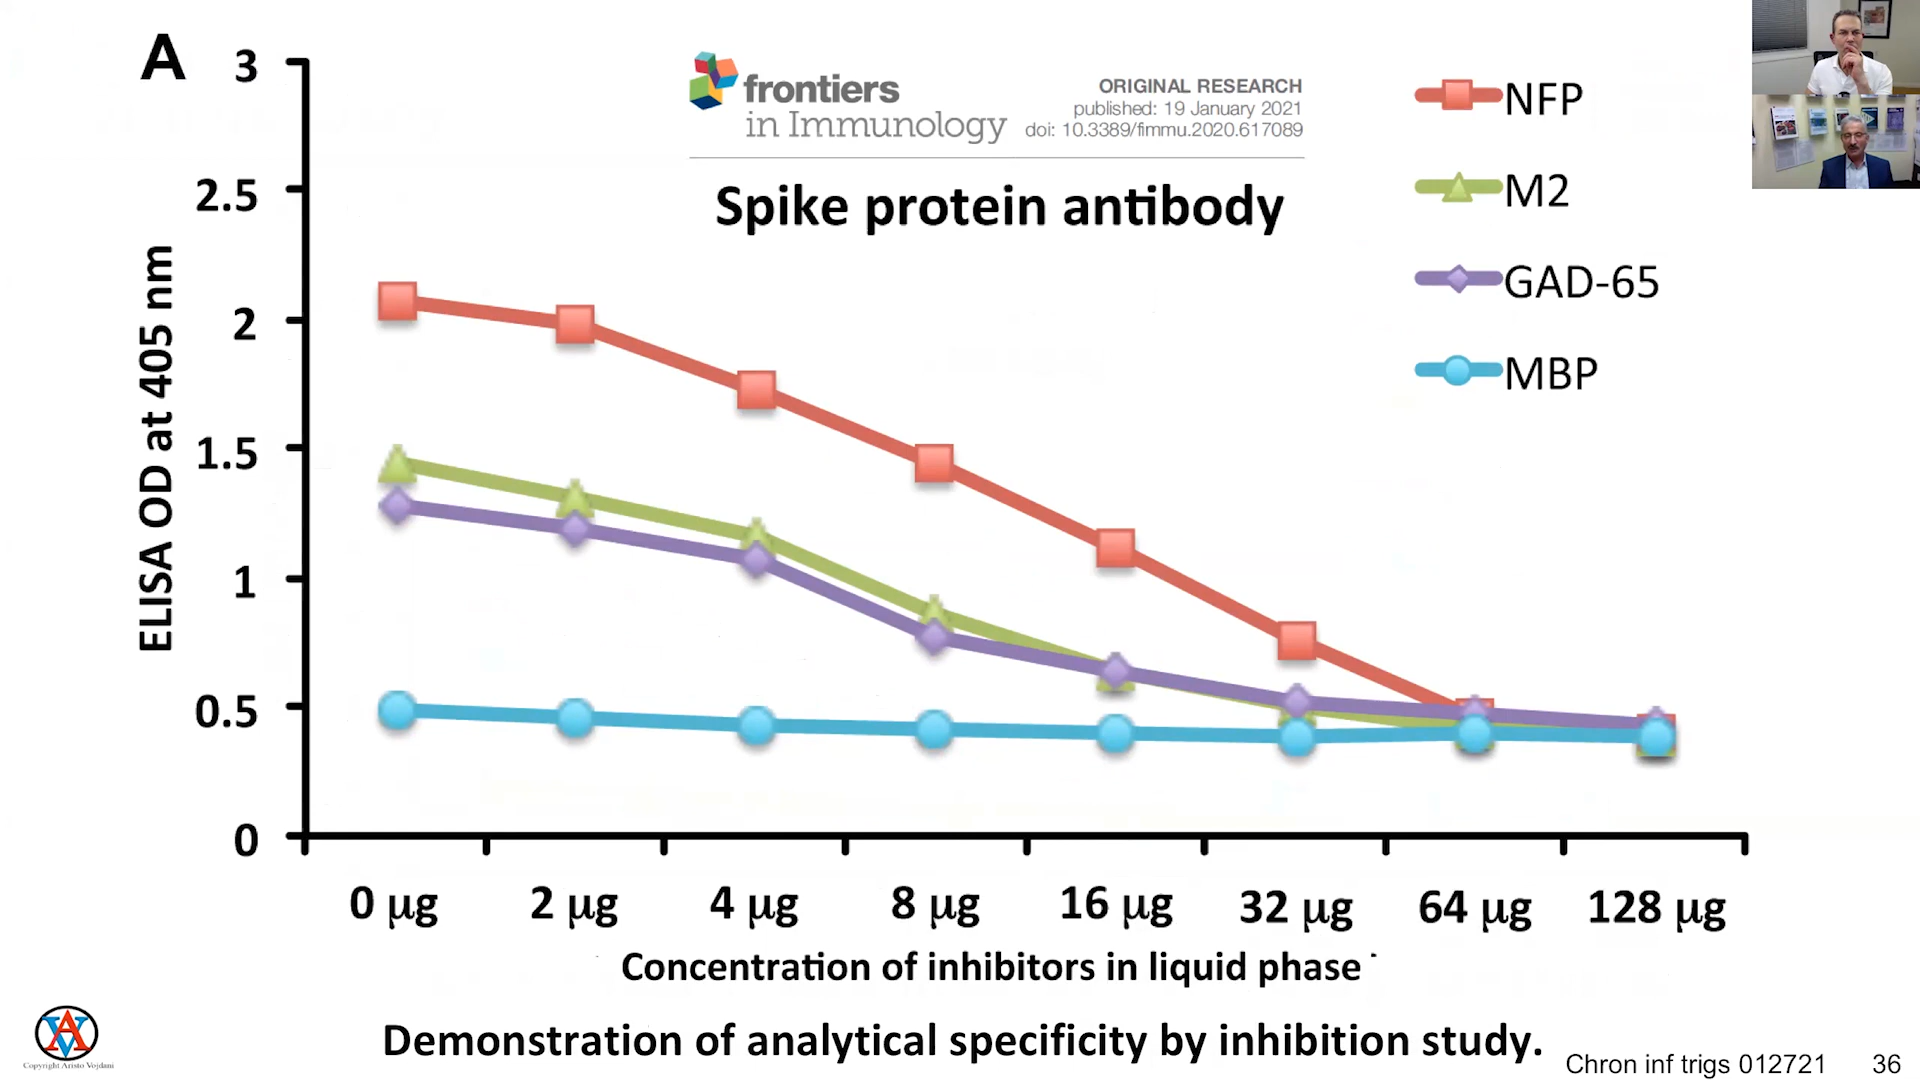 A
frontiers
in Immunology
ORIGINAL RESEARCH
published: 19 January 2021
doi: 10.3389/fimmu.2020.617089
Spike protein antibody
NFP
M2
GAD-65
MBP
ELISA OD at 405 nm
3
2.5
2
1.5
1
0.5
0
0 μg 2 μg 4 μg 8 μg 16 μg 32 μg 64 μg 128 μg
Concentration of inhibitors in liquid phase
Demonstration of analytical specificity by inhibition study.
Copyright Aristo Vojdani
Chron inf trigs 012721 36